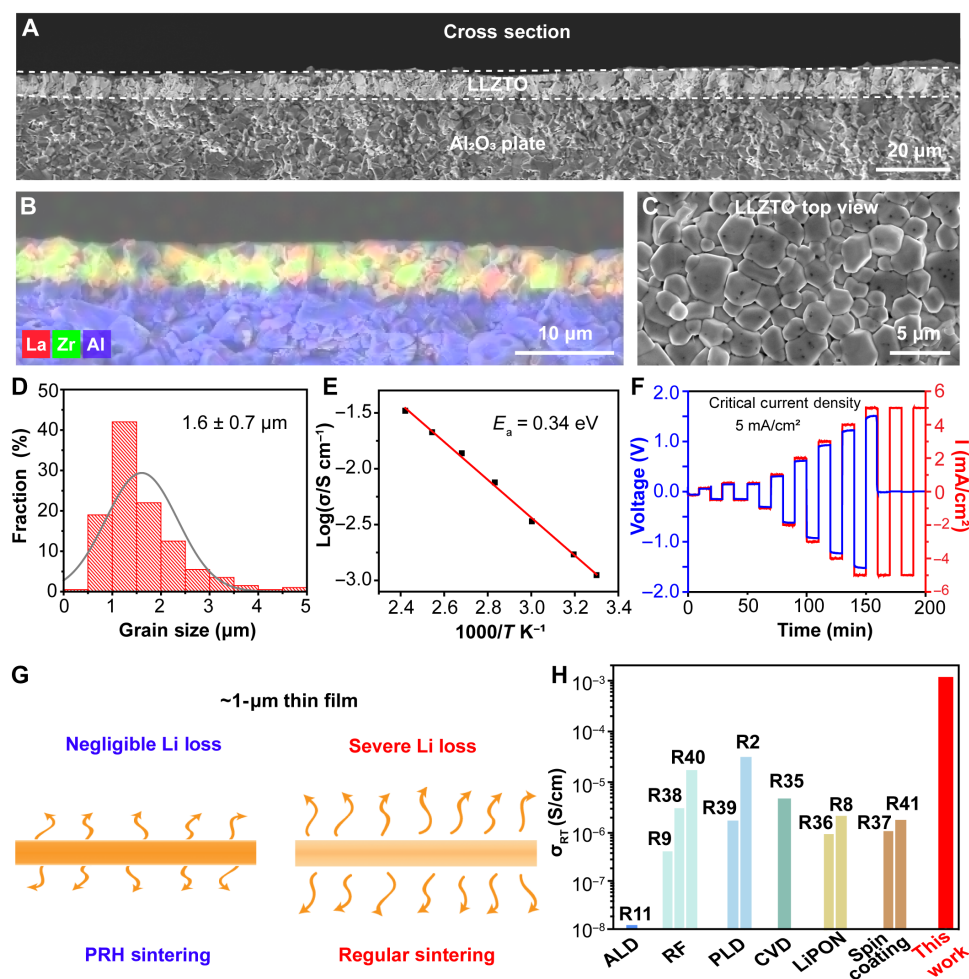 A
Cross section
LLZTO
Al₂O₃ plate
20 μm
B
La Zr Al
10 μm
C
LLZTO top view
5 μm
D
50
40
30
20
10
0
Fraction (%)
1.6 ± 0.7 μm
0 1 2 3 4 5
Grain size (μm)
E
−1.5
−2.0
−2.5
−3.0
Log(σ/S cm⁻¹)
Eₐ = 0.34 eV
2.4 2.6 2.8 3.0 3.2 3.4
1000/T K⁻¹
F
2.0
1.0
0.0
−1.0
−2.0
Voltage (V)
Critical current density
5 mA/cm²
6
4
2
0
−2
−4
−6
I (mA/cm²)
0 50 100 150 200
Time (min)
G
~1-μm thin film
Negligible Li loss
Severe Li loss
PRH sintering
Regular sintering
H
10⁻³
10⁻⁴
10⁻⁵
10⁻⁶
10⁻⁷
10⁻⁸
σRT (S/cm)
R11
R9
R38
R40
R39
R2
R35
R36
R8
R37
R41
ALD
RF
PLD
CVD
LiPON
Spin
coating
This
work